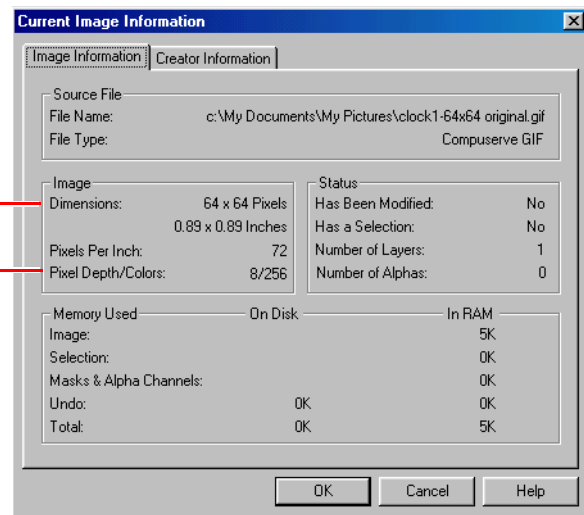 Current Image Information
Image Information Creator Information
Source File
File Name: c:\My Documents\My Pictures\clock1-64x64 original.gif
File Type: Compuserve GIF
Image
Dimensions: 64 x 64 Pixels
0.89 x 0.89 Inches
Pixels Per Inch: 72
Pixel Depth/Colors: 8/256
Status
Has Been Modified: No
Has a Selection: No
Number of Layers: 1
Number of Alphas: 0
Memory Used On Disk In RAM
Image: 5K
Selection: 0K
Masks & Alpha Channels: 0K
Undo: 0K 0K
Total: 0K 5K
OK Cancel Help